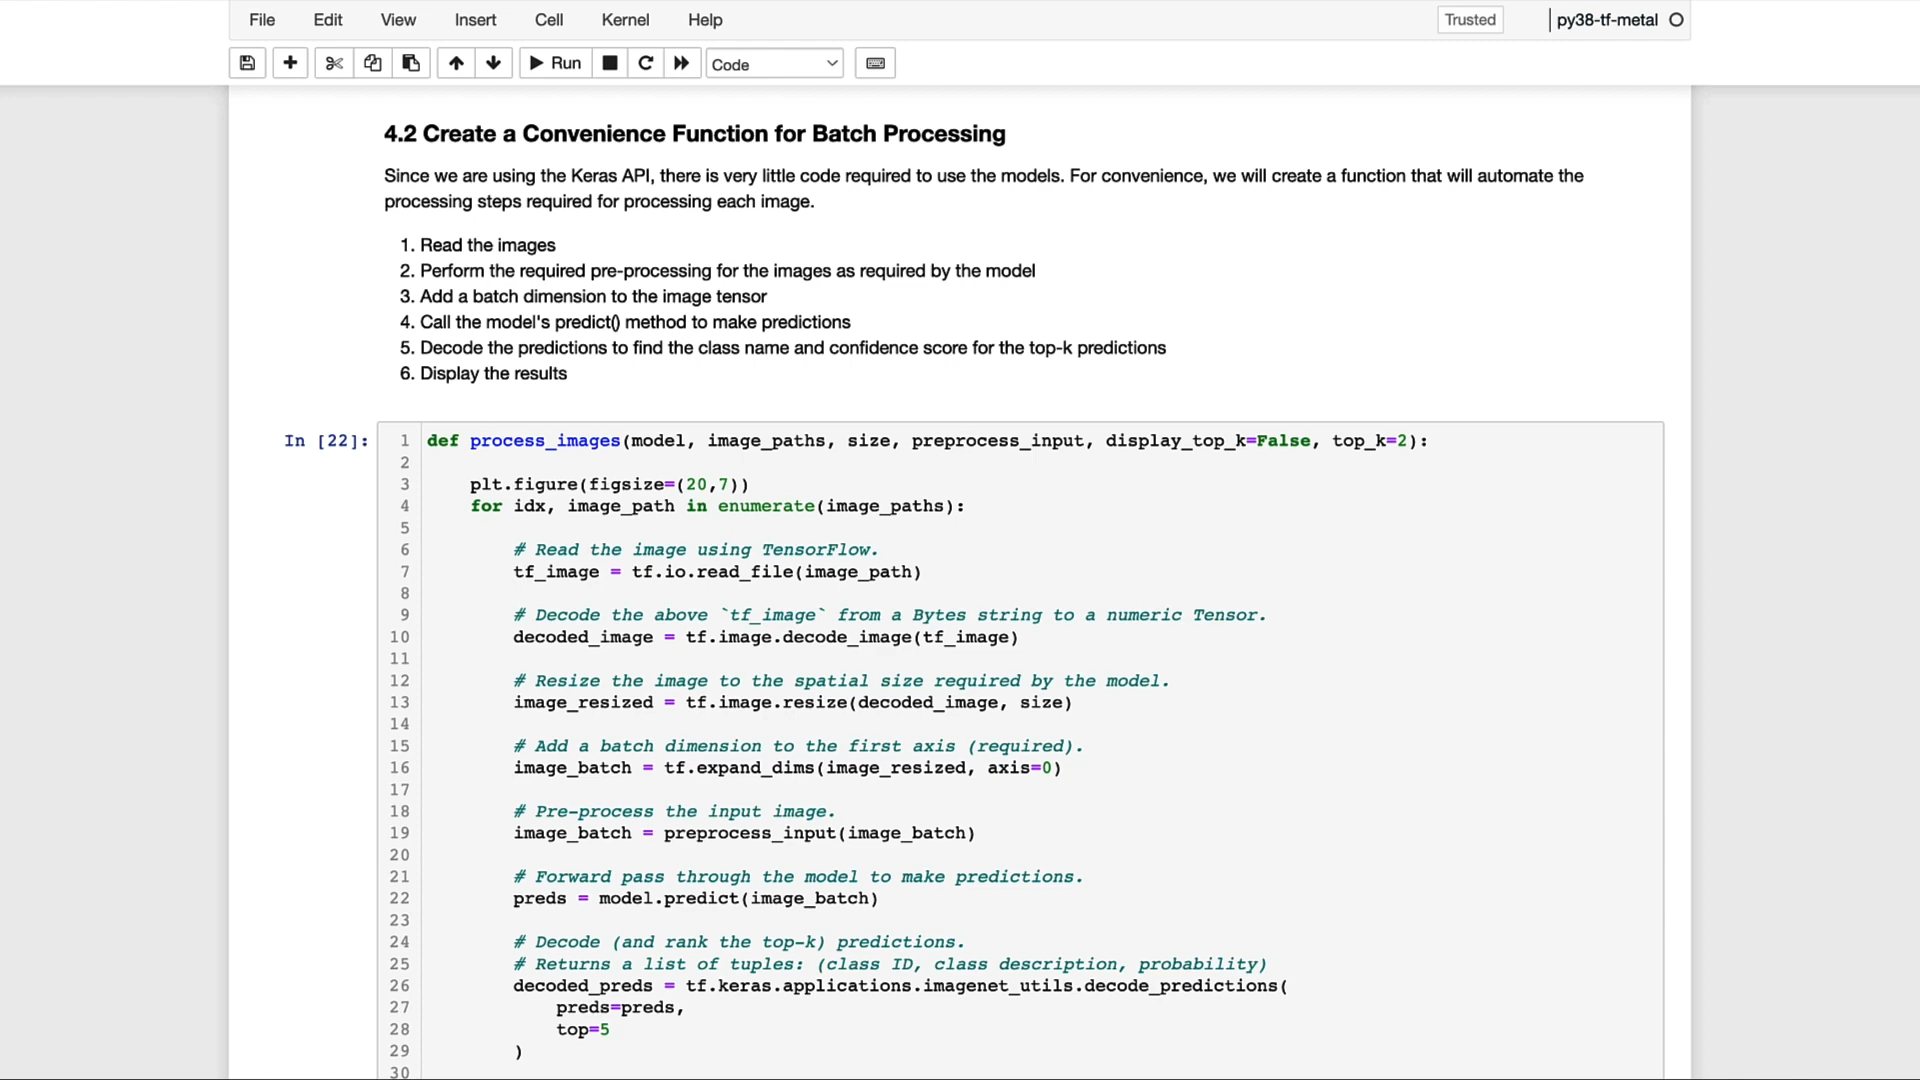 File Edit View Insert Cell Kernel Help Trusted py38-tf-metal
Run Code
4.2 Create a Convenience Function for Batch Processing
Since we are using the Keras API, there is very little code required to use the models. For convenience, we will create a function that will automate the
processing steps required for processing each image.
1. Read the images
2. Perform the required pre-processing for the images as required by the model
3. Add a batch dimension to the image tensor
4. Call the model's predict() method to make predictions
5. Decode the predictions to find the class name and confidence score for the top-k predictions
6. Display the results
In [22]: 1 def process_images(model, image_paths, size, preprocess_input, display_top_k=False, top_k=2):
2
3     plt.figure(figsize=(20,7))
4     for idx, image_path in enumerate(image_paths):
5
6         # Read the image using TensorFlow.
7         tf_image = tf.io.read_file(image_path)
8
9         # Decode the above `tf_image` from a Bytes string to a numeric Tensor.
10         decoded_image = tf.image.decode_image(tf_image)
11
12         # Resize the image to the spatial size required by the model.
13         image_resized = tf.image.resize(decoded_image, size)
14
15         # Add a batch dimension to the first axis (required).
16         image_batch = tf.expand_dims(image_resized, axis=0)
17
18         # Pre-process the input image.
19         image_batch = preprocess_input(image_batch)
20
21         # Forward pass through the model to make predictions.
22         preds = model.predict(image_batch)
23
24         # Decode (and rank the top-k) predictions.
25         # Returns a list of tuples: (class ID, class description, probability)
26         decoded_preds = tf.keras.applications.imagenet_utils.decode_predictions(
27             preds=preds,
28             top=5
29         )
30